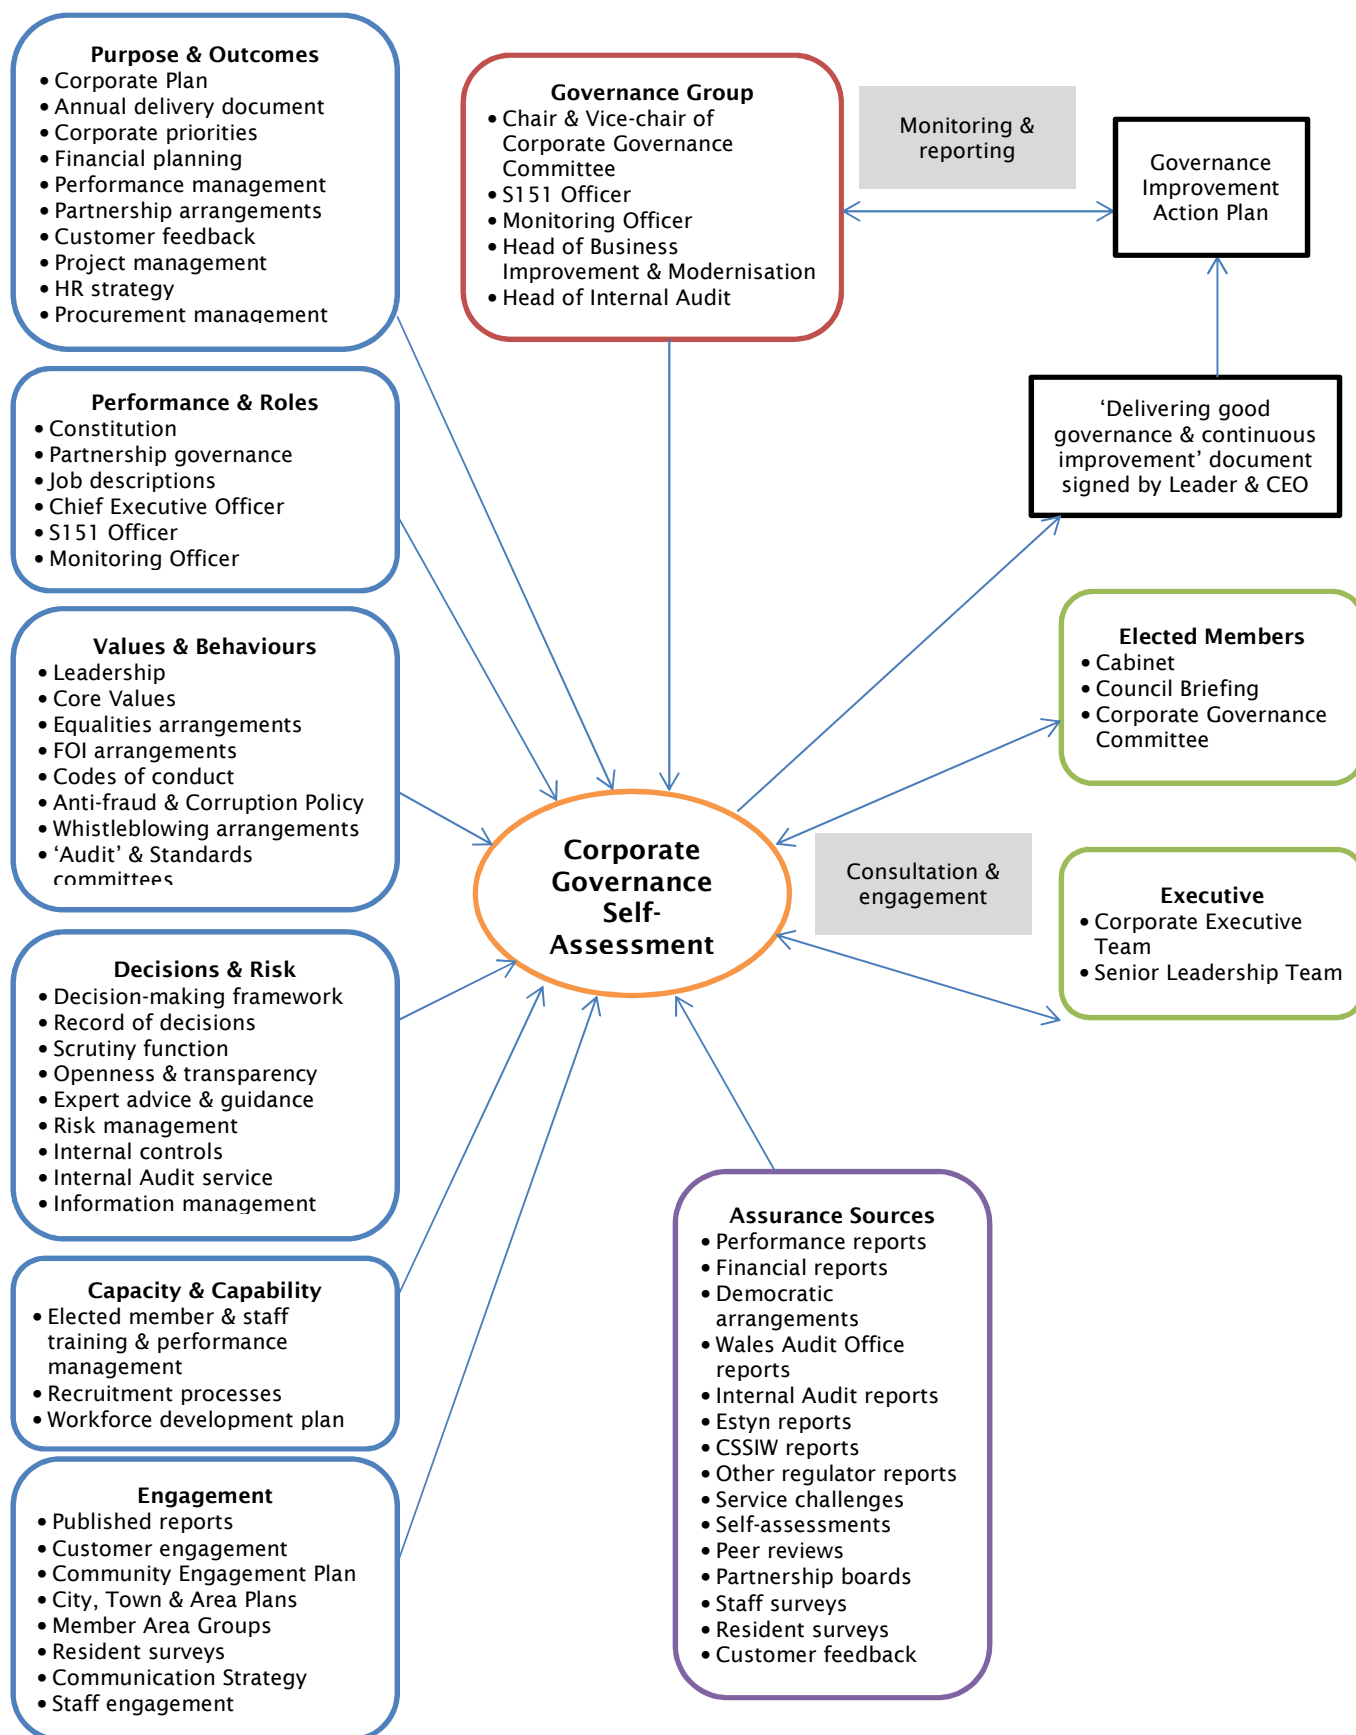 Purpose & Outcomes
• Corporate Plan
• Annual delivery document
• Corporate priorities
• Financial planning
• Performance management
• Partnership arrangements
• Customer feedback
• Project management
• HR strategy
• Procurement management
Performance & Roles
• Constitution
• Partnership governance
• Job descriptions
• Chief Executive Officer
• S151 Officer
• Monitoring Officer
Values & Behaviours
• Leadership
• Core Values
• Equalities arrangements
• FOI arrangements
• Codes of conduct
• Anti-fraud & Corruption Policy
• Whistleblowing arrangements
• ‘Audit’ & Standards
committees
Decisions & Risk
• Decision-making framework
• Record of decisions
• Scrutiny function
• Openness & transparency
• Expert advice & guidance
• Risk management
• Internal controls
• Internal Audit service
• Information management
Capacity & Capability
• Elected member & staff
training & performance
management
• Recruitment processes
• Workforce development plan
Engagement
• Published reports
• Customer engagement
• Community Engagement Plan
• City, Town & Area Plans
• Member Area Groups
• Resident surveys
• Communication Strategy
• Staff engagement
Governance Group
• Chair & Vice-chair of
Corporate Governance
Committee
• S151 Officer
• Monitoring Officer
• Head of Business
Improvement & Modernisation
• Head of Internal Audit
Monitoring &
reporting
Governance
Improvement
Action Plan
‘Delivering good
governance & continuous
improvement’ document
signed by Leader & CEO
Elected Members
• Cabinet
• Council Briefing
• Corporate Governance
Committee
Corporate
Governance
Self-
Assessment
Consultation &
engagement
Executive
• Corporate Executive
Team
• Senior Leadership Team
Assurance Sources
• Performance reports
• Financial reports
• Democratic
arrangements
• Wales Audit Office
reports
• Internal Audit reports
• Estyn reports
• CSSIW reports
• Other regulator reports
• Service challenges
• Self-assessments
• Peer reviews
• Partnership boards
• Staff surveys
• Resident surveys
• Customer feedback